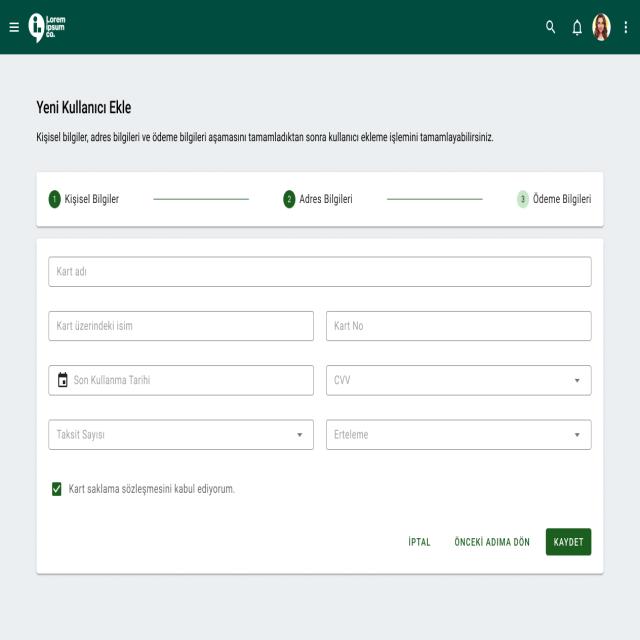 Lorem
ipsum
co.
Yeni Kullanıcı Ekle
Kişisel bilgiler, adres bilgileri ve ödeme bilgileri aşamasını tamamladıktan sonra kullanıcı ekleme işlemini tamamlayabilirsiniz.
1 Kişisel Bilgiler 2 Adres Bilgileri 3 Ödeme Bilgileri
Kart adı
Kart üzerindeki isim Kart No
Son Kullanma Tarihi CVV
Taksit Sayısı Erteleme
Kart saklama sözleşmesini kabul ediyorum.
İPTAL ÖNCEKİ ADIMA DÖN KAYDET